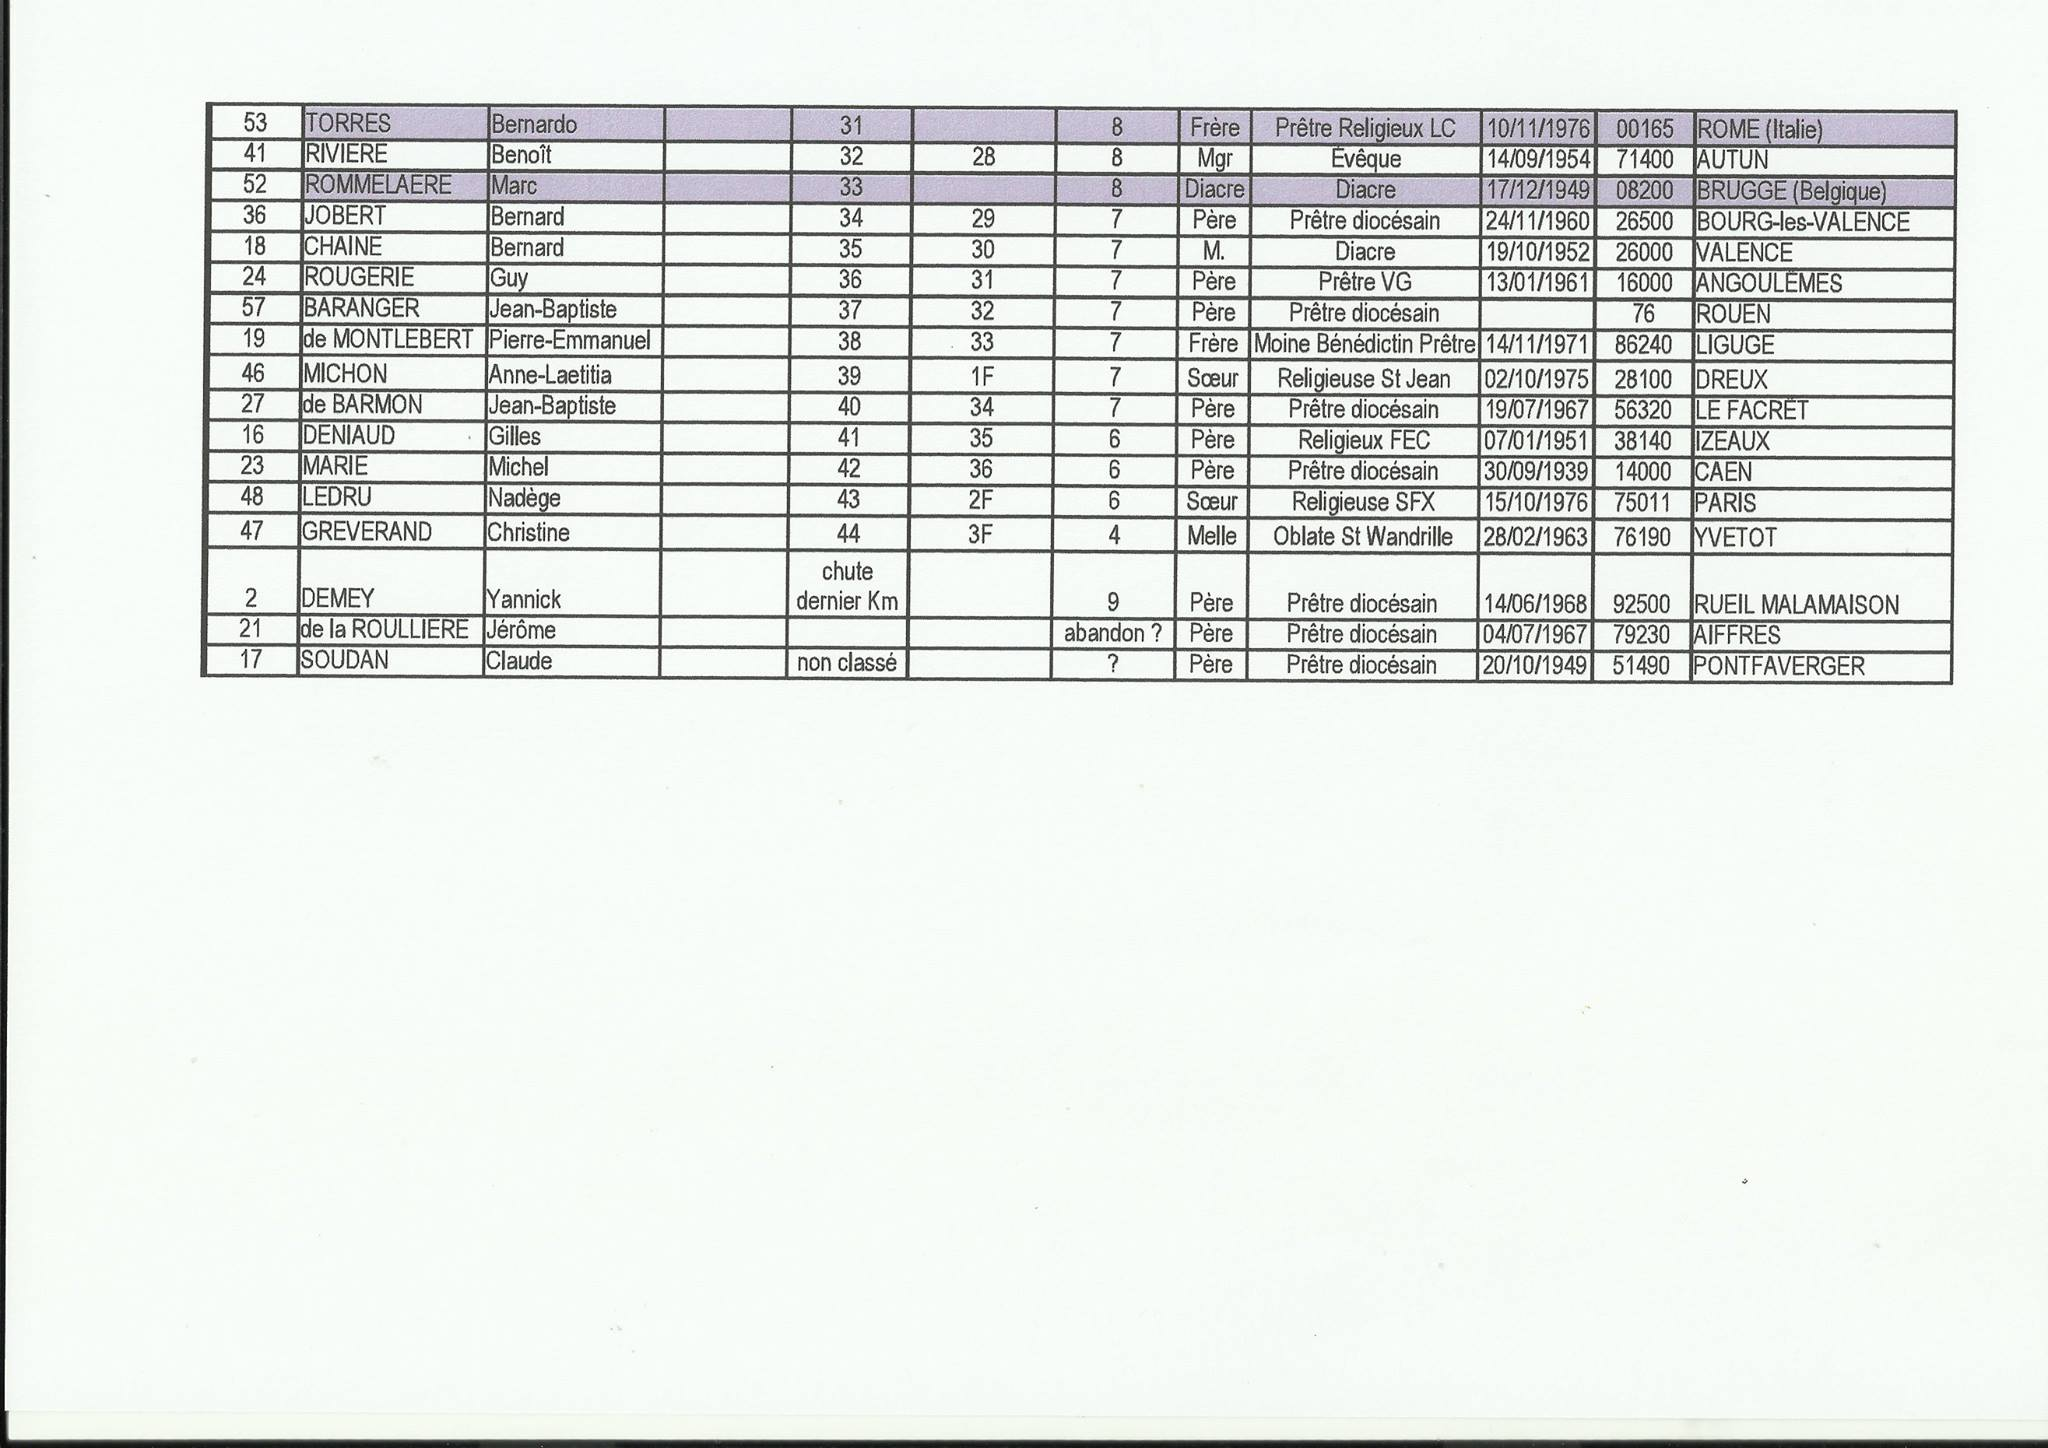 53 TORRES Bernardo 31 8 Frère Prêtre Religieux LC 10/11/1976 00165 ROME (Italie)
41 RIVIERE Benoît 32 28 8 Mgr Évêque 14/09/1954 71400 AUTUN
52 ROMMELAERE Marc 33 8 Diacre Diacre 17/12/1949 08200 BRUGGE (Belgique)
36 JOBERT Bernard 34 29 7 Père Prêtre diocésain 24/11/1960 26500 BOURG-les-VALENCE
18 CHAINE Bernard 35 30 7 M. Diacre 19/10/1952 26000 VALENCE
24 ROUGERIE Guy 36 31 7 Père Prêtre VG 13/01/1961 16000 ANGOULÊMES
57 BARANGER Jean-Baptiste 37 32 7 Père Prêtre diocésain 76 ROUEN
19 de MONTLEBERT Pierre-Emmanuel 38 33 7 Frère Moine Bénédictin Prêtre 14/11/1971 86240 LIGUGE
46 MICHON Anne-Laetitia 39 1F 7 Sœur Religieuse St Jean 02/10/1975 28100 DREUX
27 de BARMON Jean-Baptiste 40 34 7 Père Prêtre diocésain 19/07/1967 56320 LE FACRËT
16 DENIAUD Gilles 41 35 6 Père Religieux FEC 07/01/1951 38140 IZEAUX
23 MARIE Michel 42 36 6 Père Prêtre diocésain 30/09/1939 14000 CAEN
48 LEDRU Nadège 43 2F 6 Sœur Religieuse SFX 15/10/1976 75011 PARIS
47 GREVERAND Christine 44 3F 4 Melle Oblate St Wandrille 28/02/1963 76190 YVETOT
chute
2 DEMEY Yannick dernier Km 9 Père Prêtre diocésain 14/06/1968 92500 RUEIL MALAMAISON
21 de la ROULLIERE Jérôme abandon ? Père Prêtre diocésain 04/07/1967 79230 AIFFRES
17 SOUDAN Claude non classé ? Père Prêtre diocésain 20/10/1949 51490 PONTFAVERGER